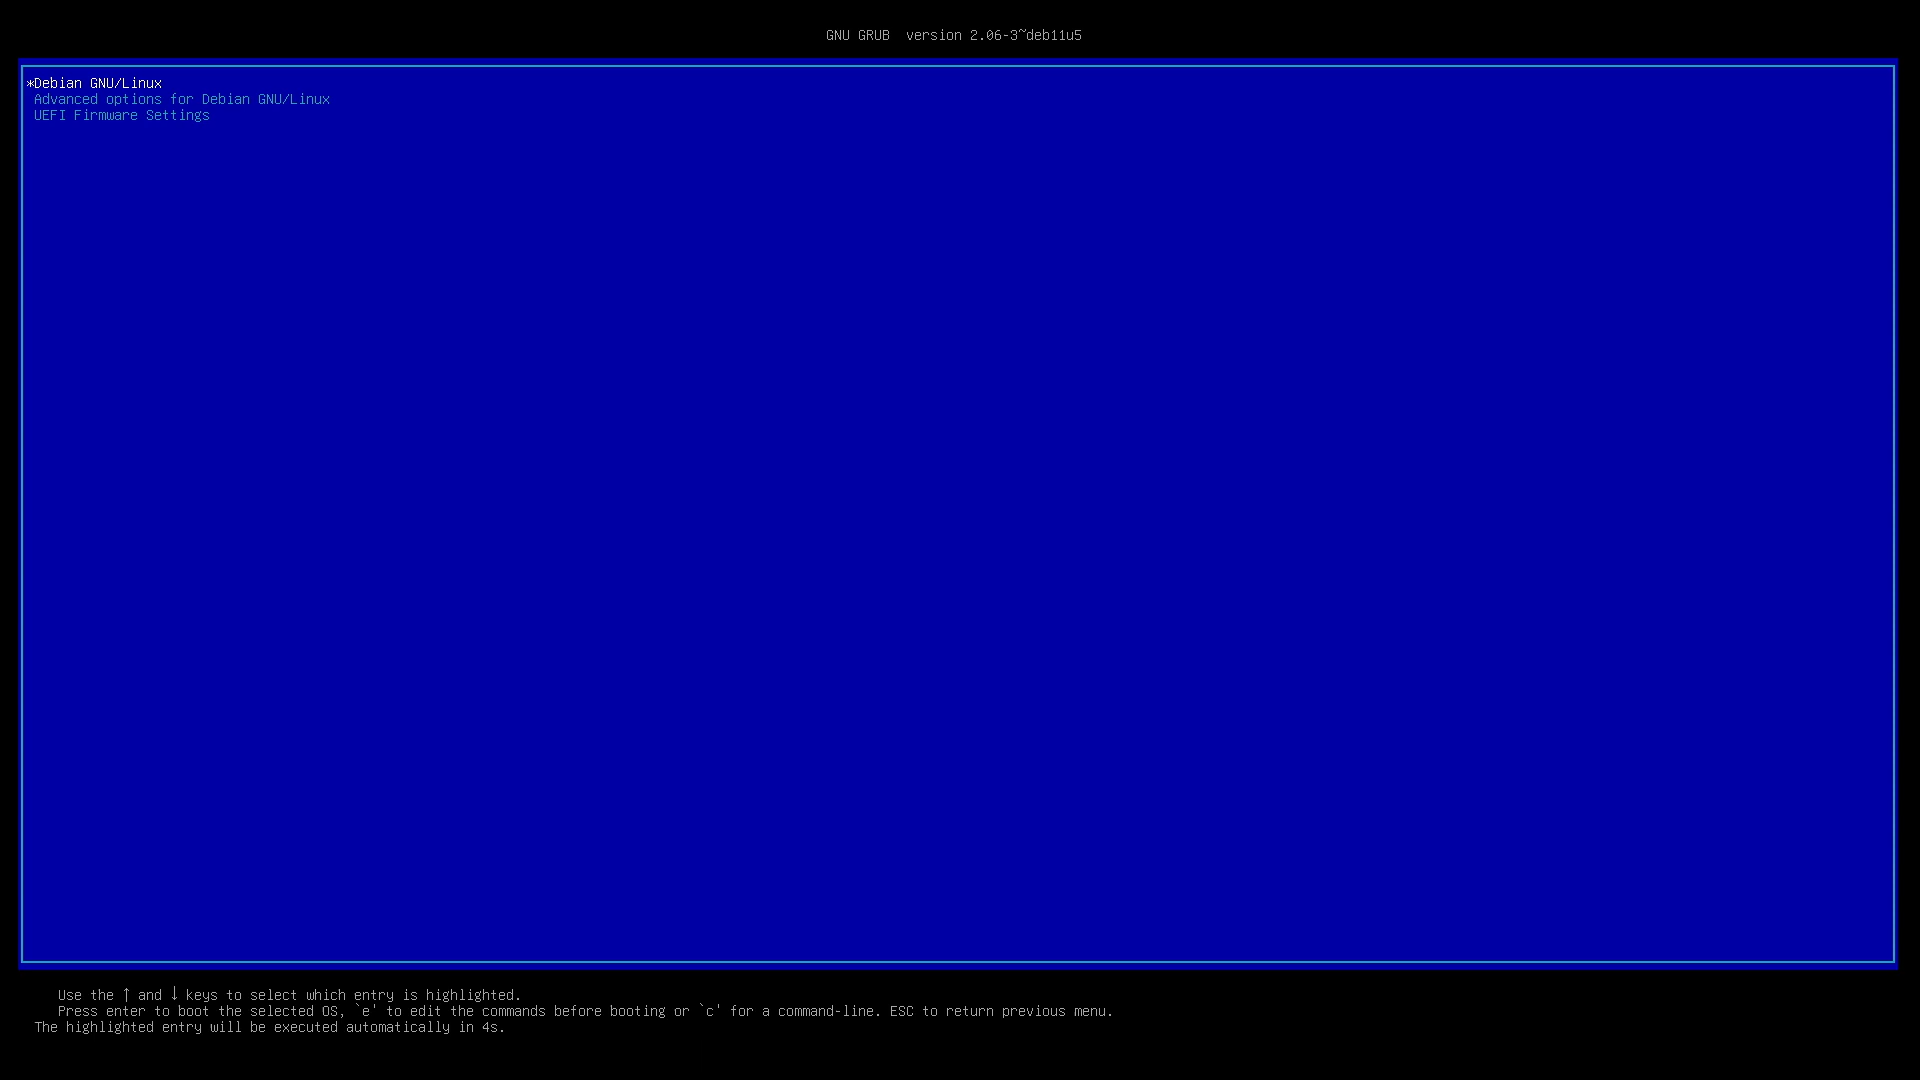 GNU GRUB  version 2.06-3~deb11u5
*Debian GNU/Linux
Advanced options for Debian GNU/Linux
UEFI Firmware Settings
Use the ↑ and ↓ keys to select which entry is highlighted.
Press enter to boot the selected OS, `e' to edit the commands before booting or `c' for a command-line. ESC to return previous menu.
The highlighted entry will be executed automatically in 4s.